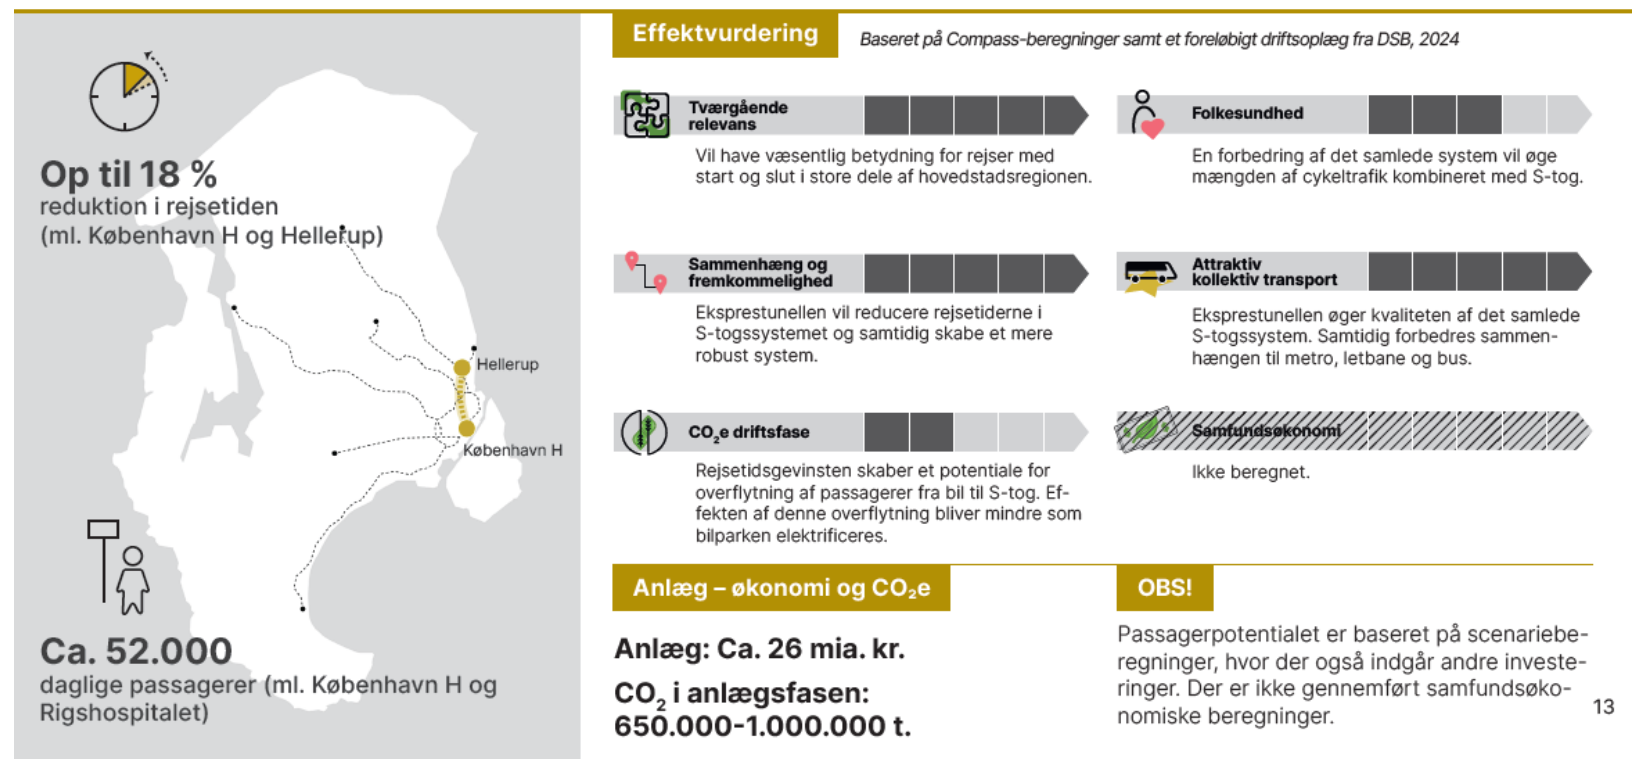 Op til 18 %
reduktion i rejsetiden
(ml. København H og Hellerup)
Hellerup
København H
Ca. 52.000
daglige passagerer (ml. København H og
Rigshospitalet)
Effektvurdering
Baseret på Compass-beregninger samt et foreløbigt driftsoplæg fra DSB, 2024
Tværgående
relevans
Vil have væsentlig betydning for rejser med
start og slut i store dele af hovedstadsregionen.
Folkesundhed
En forbedring af det samlede system vil øge
mængden af cykeltrafik kombineret med S-tog.
Sammenhæng og
fremkommelighed
Eksprestunellen vil reducere rejsetiderne i
S-togssystemet og samtidig skabe et mere
robust system.
Attraktiv
kollektiv transport
Eksprestunellen øger kvaliteten af det samlede
S-togssystem. Samtidig forbedres sammen-
hængen til metro, letbane og bus.
CO₂e driftsfase
Rejsetidsgevinsten skaber et potentiale for
overflytning af passagerer fra bil til S-tog. Ef-
fekten af denne overflytning bliver mindre som
bilparken elektrificeres.
Samfundsøkonomi
Ikke beregnet.
Anlæg – økonomi og CO₂e
Anlæg: Ca. 26 mia. kr.
CO₂ i anlægsfasen:
650.000-1.000.000 t.
OBS!
Passagerpotentialet er baseret på scenariebe-
regninger, hvor der også indgår andre investe-
ringer. Der er ikke gennemført samfundsøko-
nomiske beregninger.
13